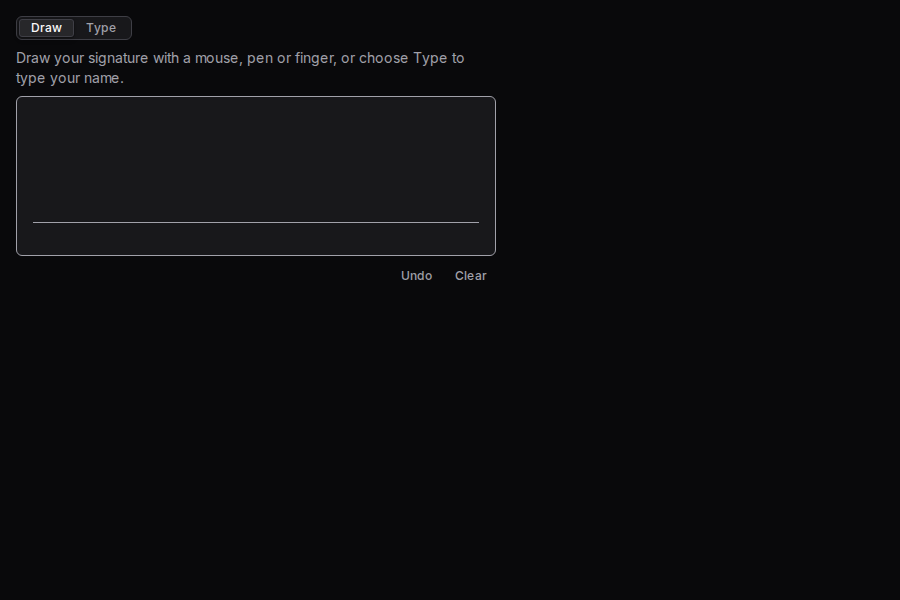 Draw Type
Draw your signature with a mouse, pen or finger, or choose Type to
type your name.
Undo Clear